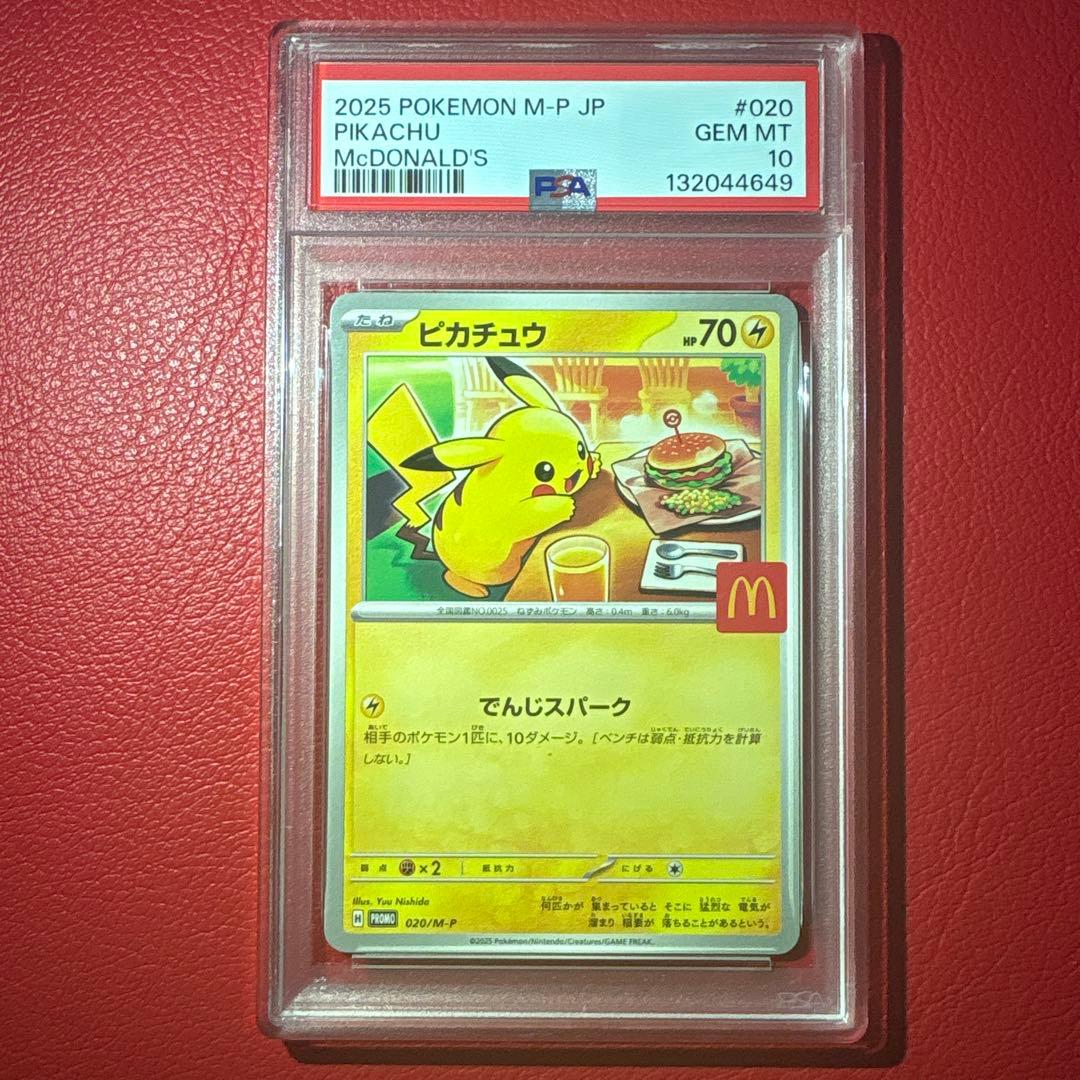 2025 POKEMON M-P JP #020
PIKACHU GEM MT
McDONALD'S 10
PSA 132044649
たね ピカチュウ HP70
全国図鑑NO.0025 ねずみポケモン 高さ:0.4m 重さ:6.0kg
M
でんじスパーク
相手のポケモン1匹に、10ダメージ。[ベンチは弱点・抵抗力を計算
しない。]
弱点 ×2 抵抗力 にげる
Illus. Yuu Nishida
何匹かが 集まっていると そこに 猛烈な 電気が
溜まり 稲妻が 落ちることがあるという。
H PROMO 020/M-P
©2025 Pokémon/Nintendo/Creatures/GAME FREAK.
PSA